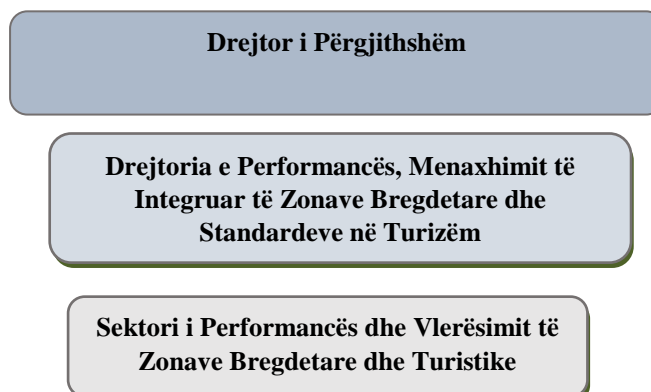 Drejtor i Përgjithshëm
Drejtoria e Performancës, Menaxhimit të
Integruar të Zonave Bregdetare dhe
Standardeve në Turizëm
Sektori i Performancës dhe Vlerësimit të
Zonave Bregdetare dhe Turistike